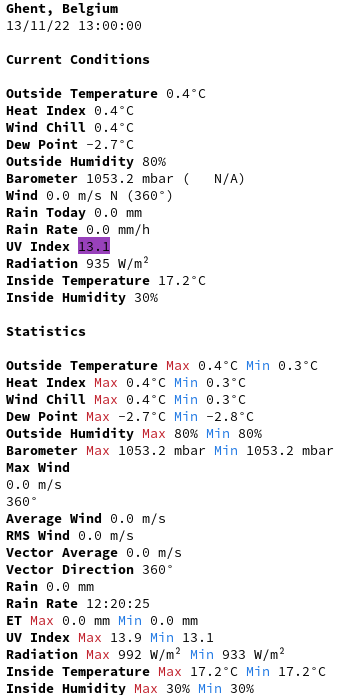 Ghent, Belgium
13/11/22 13:00:00
Current Conditions
Outside Temperature 0.4°C
Heat Index 0.4°C
Wind Chill 0.4°C
Dew Point −2.7°C
Outside Humidity 80%
Barometer 1053.2 mbar ( N/A)
Wind 0.0 m/s N (360°)
Rain Today 0.0 mm
Rain Rate 0.0 mm/h
UV Index 13.1
Radiation 935 W/m²
Inside Temperature 17.2°C
Inside Humidity 30%
Statistics
Outside Temperature Max 0.4°C Min 0.3°C
Heat Index Max 0.4°C Min 0.3°C
Wind Chill Max 0.4°C Min 0.3°C
Dew Point Max −2.7°C Min −2.8°C
Outside Humidity Max 80% Min 80%
Barometer Max 1053.2 mbar Min 1053.2 mbar
Max Wind
0.0 m/s
360°
Average Wind 0.0 m/s
RMS Wind 0.0 m/s
Vector Average 0.0 m/s
Vector Direction 360°
Rain 0.0 mm
Rain Rate 12:20:25
ET Max 0.0 mm Min 0.0 mm
UV Index Max 13.9 Min 13.1
Radiation Max 992 W/m² Min 933 W/m²
Inside Temperature Max 17.2°C Min 17.2°C
Inside Humidity Max 30% Min 30%